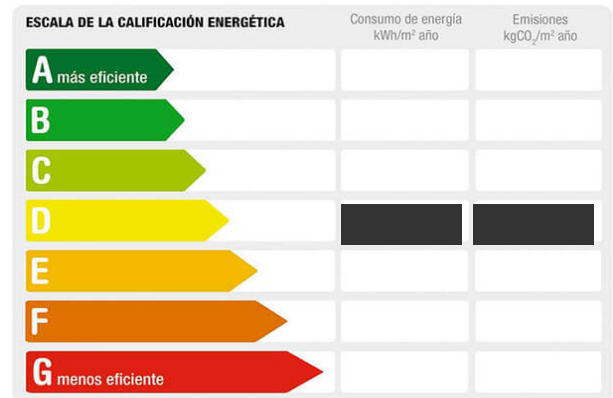 ESCALA DE LA CALIFICACIÓN ENERGÉTICA
Consumo de energía
kWh/m² año
Emisiones
kgCO₂/m² año
A más eficiente
B
C
D
E
F
G menos eficiente